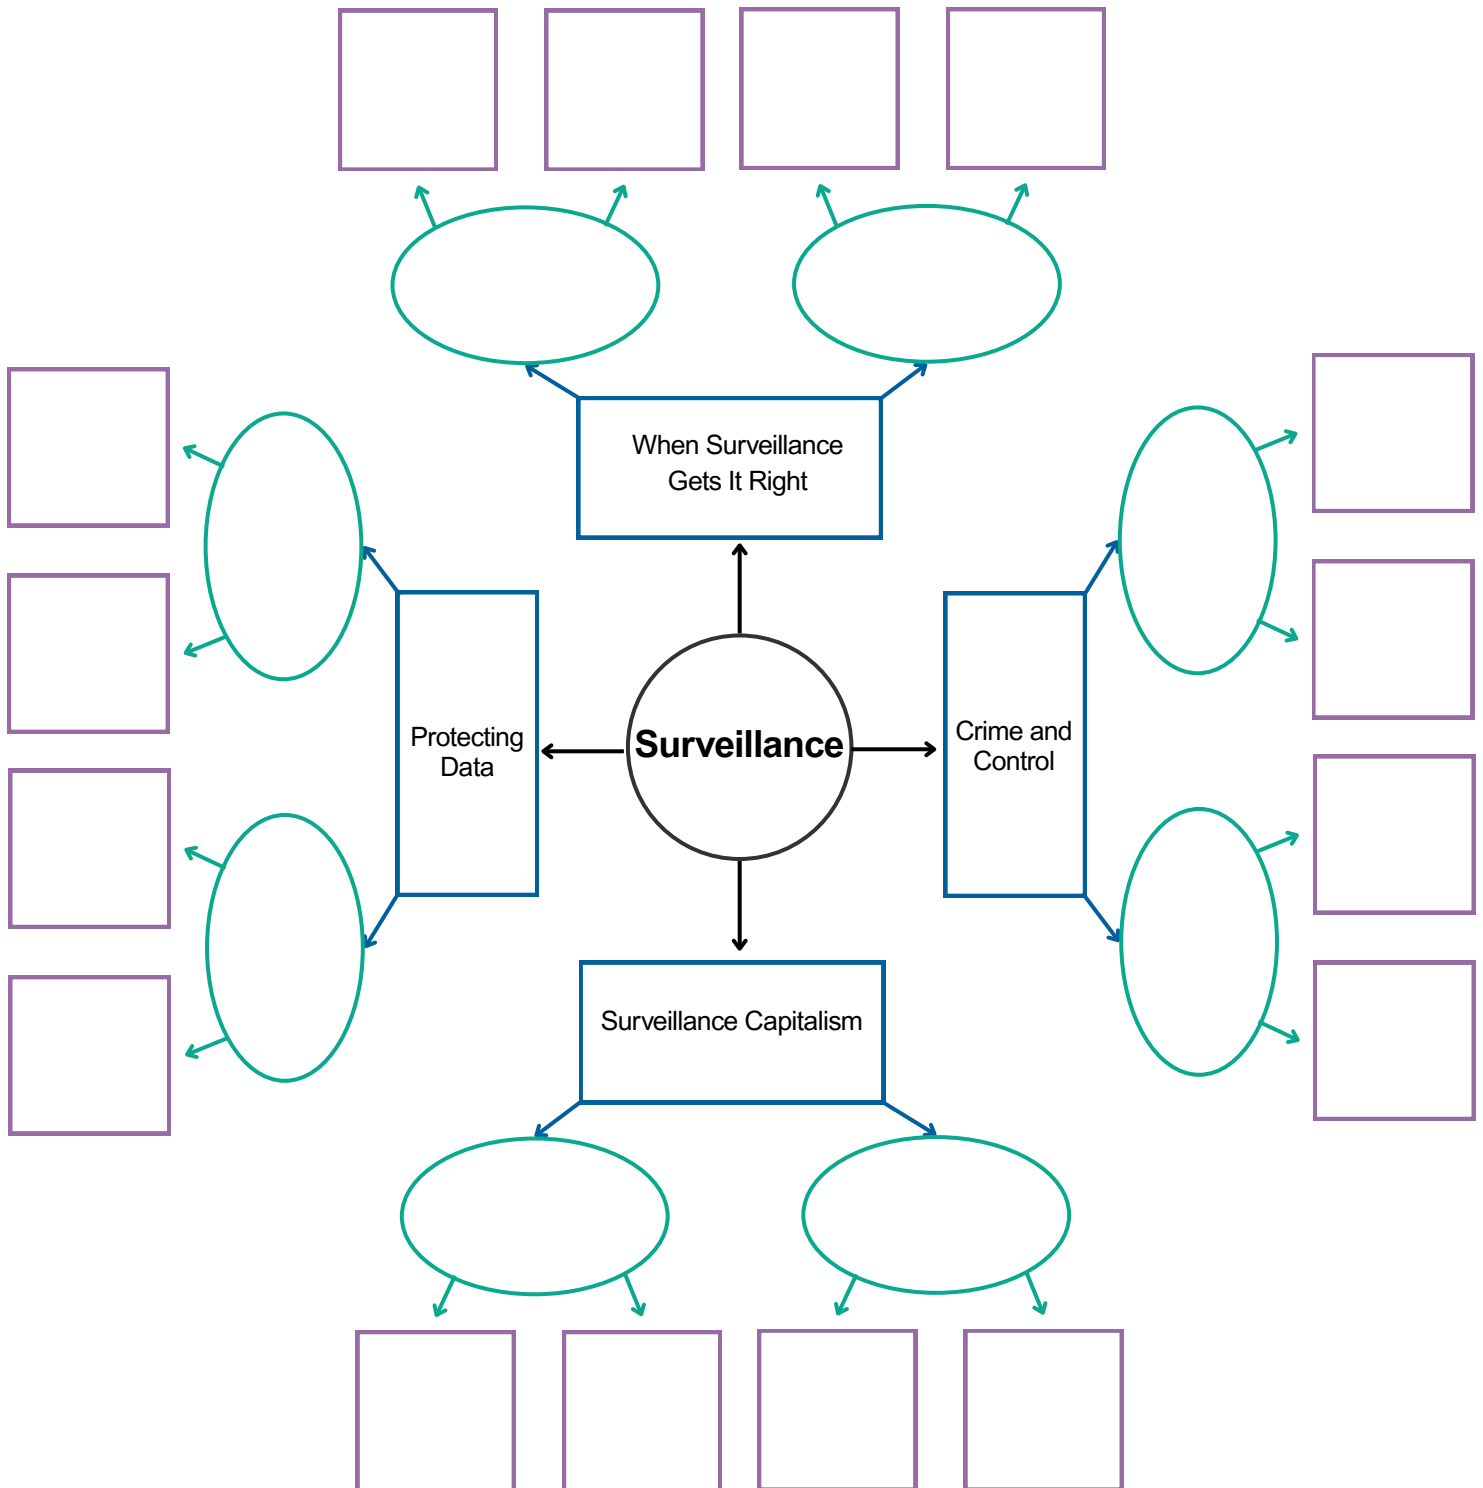 When Surveillance
Gets It Right
Protecting
Data
Surveillance
Crime and
Control
Surveillance Capitalism